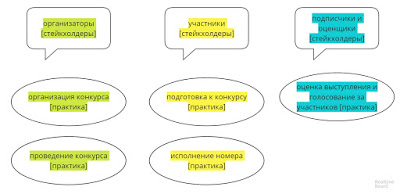 организаторы
[стейкхолдеры]
участники
[стейкхолдеры]
подписчики и
оценщики
[стейкхолдеры]
организация конкурса
[практика]
подготовка к конкурсу
[практика]
оценка выступления и
голосование за
участников [практика]
проведение конкурса
[практика]
исполнение номера
[практика]